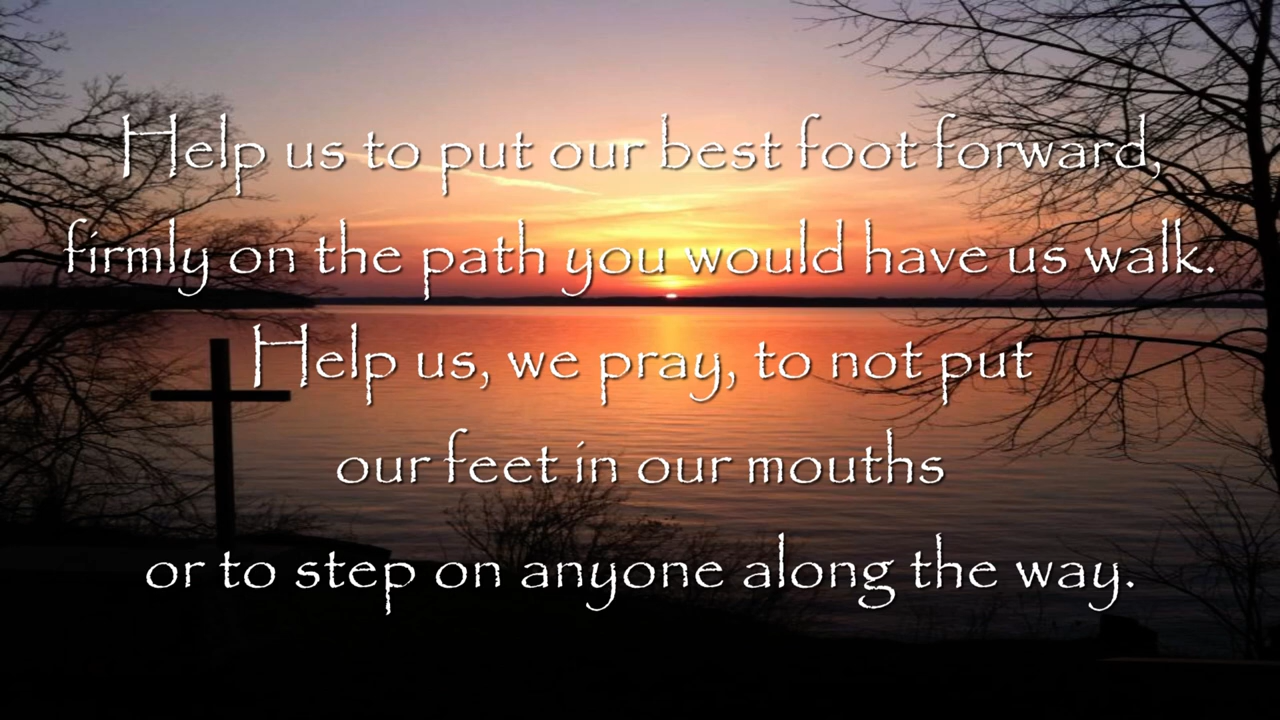 Help us to put our best foot forward,
firmly on the path you would have us walk.
Help us, we pray, to not put
our feet in our mouths
or to step on anyone along the way.